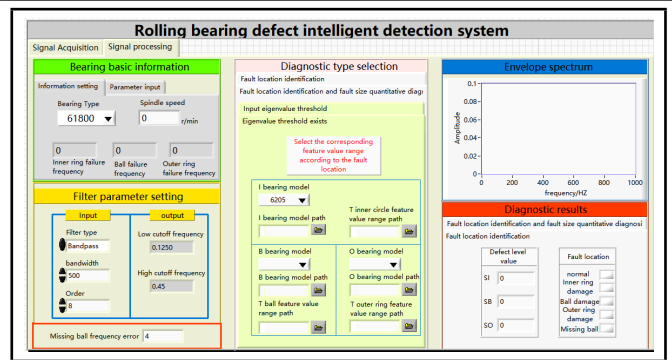 Rolling bearing defect intelligent detection system
Signal Acquisition
Signal processing
Bearing basic information
Information setting
Parameter input
Bearing Type
Spindle speed
61800
0
r/min
0
0
0
Inner ring failure
frequency
Ball failure
frequency
Outer ring
failure frequency
Filter parameter setting
Input
output
Filter type
Bandpass
Low cutoff frequency
0.1250
bandwidth
500
High cutoff frequency
0.45
Order
8
Missing ball frequency error
4
Diagnostic type selection
Fault location identification
Fault location identification and fault size quantitative diagi
Input eigenvalue threshold
Eigenvalue threshold exists
Select the corresponding
feature value range
according to the fault
location
I bearing model
6205
I bearing model path
T inner circle feature
value range path
B bearing model
O bearing model
B bearing model path
O bearing model path
T ball feature value
range path
T outer ring feature
value range path
Envelope spectrum
Amplitude
0.1
0.08
0.06
0.04
0.02
0
0
200
400
600
800
1000
frequency/HZ
Diagnostic results
Fault location identification and fault size quantitative diagnosi
Fault location identification
Defect level
value
SI
0
SB
0
SO
0
Fault location
normal
Inner ring
damage
Ball damage
Outer ring
damage
Missing ball